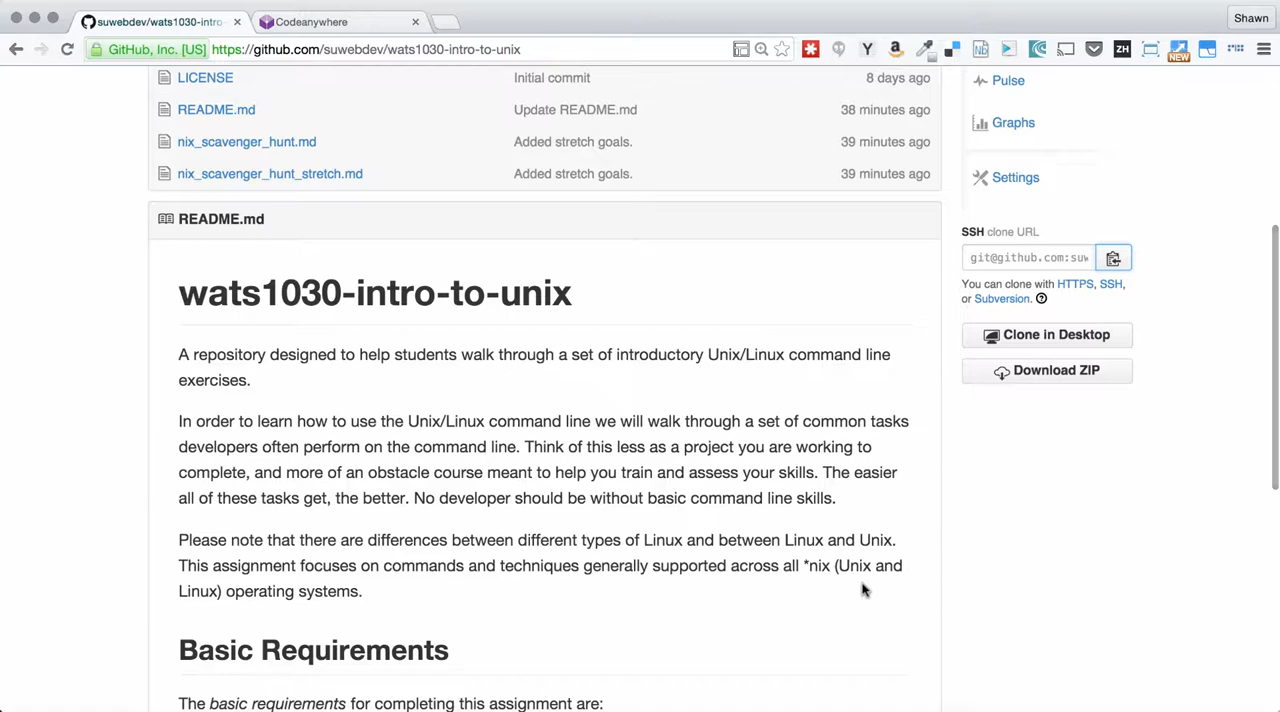 suwebdev/wats1030-intro-
Codeanywhere
Shawn
GitHub, Inc. [US] https://github.com/suwebdev/wats1030-intro-to-unix
Y
ZH
NEW
LICENSE Initial commit 8 days ago
README.md Update README.md 38 minutes ago
nix_scavenger_hunt.md Added stretch goals. 39 minutes ago
nix_scavenger_hunt_stretch.md Added stretch goals. 39 minutes ago
Pulse
Graphs
Settings
SSH clone URL
git@github.com:suw
You can clone with HTTPS, SSH,
or Subversion.
Clone in Desktop
Download ZIP
README.md
wats1030-intro-to-unix
A repository designed to help students walk through a set of introductory Unix/Linux command line
exercises.
In order to learn how to use the Unix/Linux command line we will walk through a set of common tasks
developers often perform on the command line. Think of this less as a project you are working to
complete, and more of an obstacle course meant to help you train and assess your skills. The easier
all of these tasks get, the better. No developer should be without basic command line skills.
Please note that there are differences between different types of Linux and between Linux and Unix.
This assignment focuses on commands and techniques generally supported across all *nix (Unix and
Linux) operating systems.
Basic Requirements
The basic requirements for completing this assignment are: